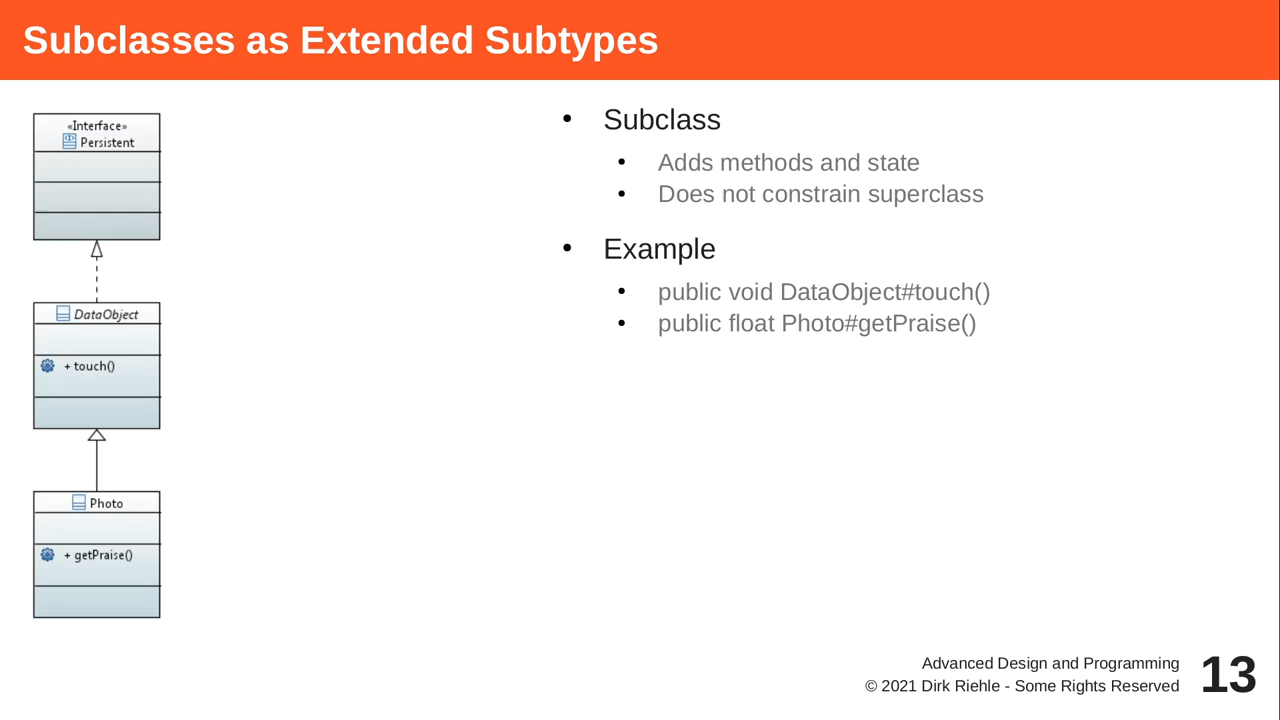 Subclasses as Extended Subtypes
«Interface»
Persistent
DataObject
+ touch()
Photo
+ getPraise()
• Subclass
• Adds methods and state
• Does not constrain superclass
• Example
• public void DataObject#touch()
• public float Photo#getPraise()
Advanced Design and Programming
© 2021 Dirk Riehle - Some Rights Reserved
13